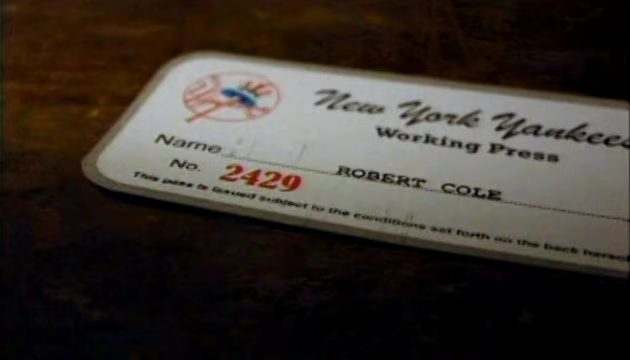 New York Yankees
Working Press
Name ROBERT COLE
No. 2429
This pass is issued subject to the conditions set forth on the back hereof